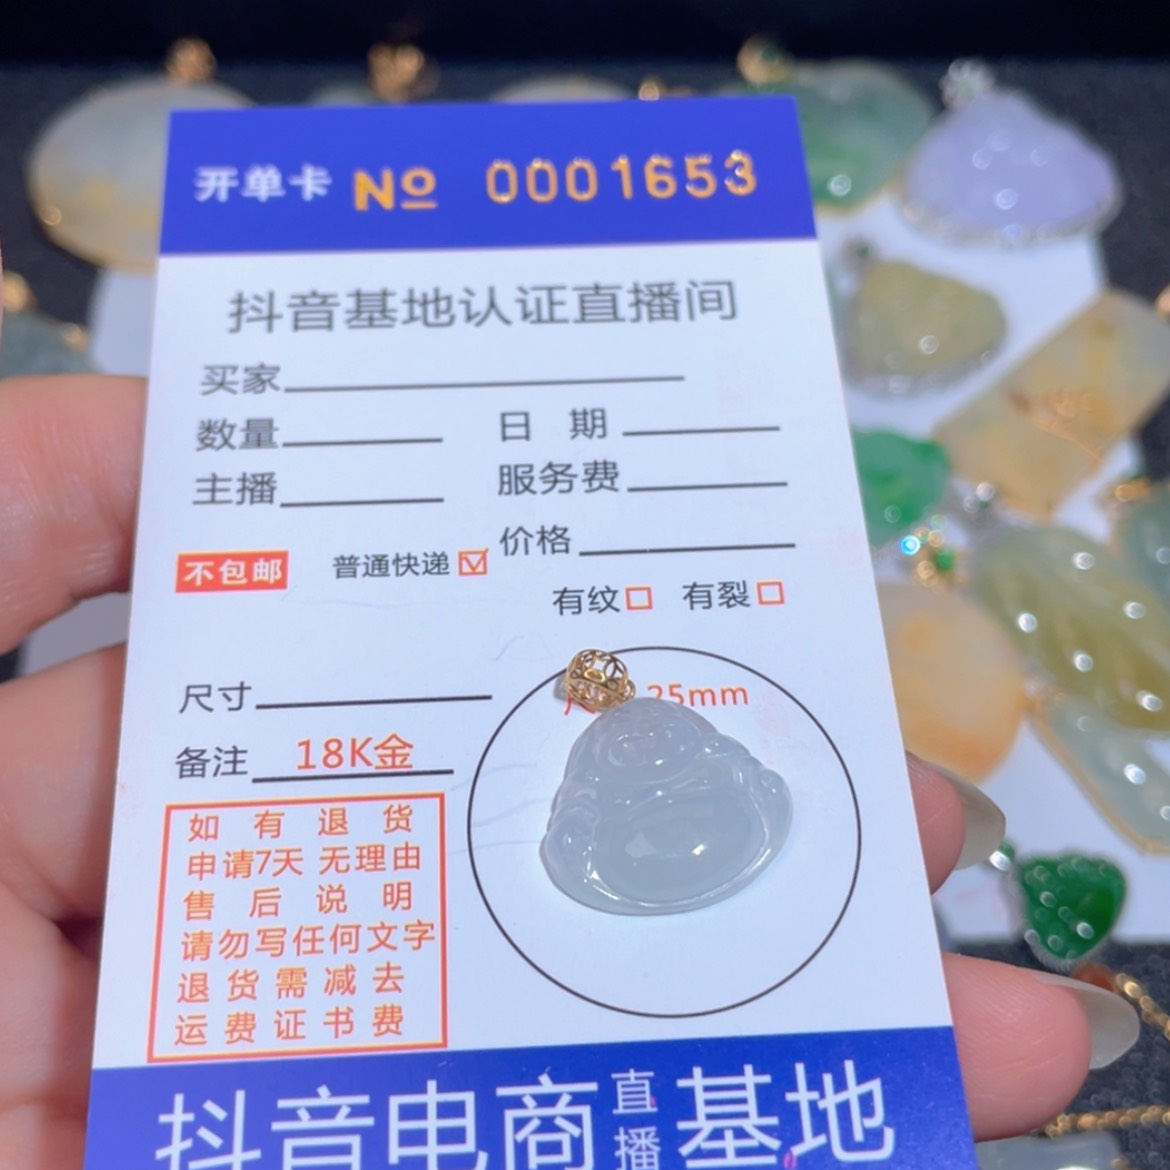 开单卡 № 0001653
抖音基地认证直播间
买家
数量 日 期
主播 服务费
不包邮 普通快递 ☑ 价格
有纹□ 有裂□
尺寸 25mm
备注 18K金
如有退货
申请7天 无理由
售后说明
请勿写任何文字
退货需减去
运费证书费
抖音电商直播基地